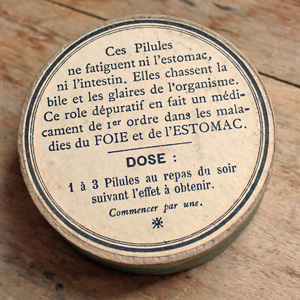 Ces Pilules
ne fatiguent ni l'estomac,
ni l'intestin. Elles chassent la
bile et les glaires de l'organisme.
Ce role dépuratif en fait un médi-
cament de 1er ordre dans les mala-
dies du FOIE et de l'ESTOMAC.
DOSE :
1 à 3 Pilules au repas du soir
suivant l'effet à obtenir.
Commencer par une.